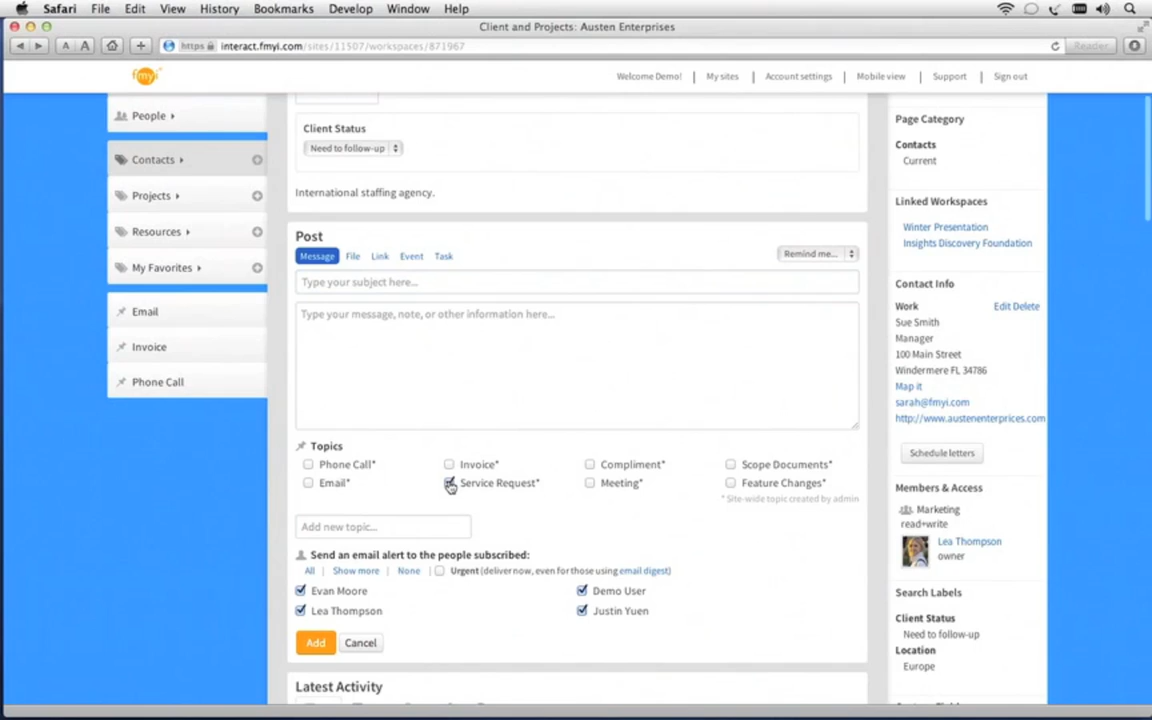 Safari File Edit View History Bookmarks Develop Window Help
Client and Projects: Austen Enterprises
A A https interact.fmyi.com/sites/11507/workspaces/871967 Reader
fmyi Welcome Demo! | My sites | Account settings | Mobile view | Support | Sign out
People
Contacts
Projects
Resources
My Favorites
Email
Invoice
Phone Call
Client Status
Need to follow-up
International staffing agency.
Post
Message File Link Event Task Remind me...
Type your subject here...
Type your message, note, or other information here...
Topics
Phone Call* Invoice* Compliment* Scope Documents*
Email* Service Request* Meeting* Feature Changes*
* Site-wide topic created by admin
Add new topic...
Send an email alert to the people subscribed:
All | Show more | None | Urgent (deliver now, even for those using email digest)
Evan Moore Demo User
Lea Thompson Justin Yuen
Add Cancel
Latest Activity
Page Category
Contacts
Current
Linked Workspaces
Winter Presentation
Insights Discovery Foundation
Contact Info
Work Edit Delete
Sue Smith
Manager
100 Main Street
Windermere FL 34786
Map it
sarah@fmyi.com
http://www.austenenterprises.com
Schedule letters
Members & Access
Marketing
read+write
Lea Thompson
owner
Search Labels
Client Status
Need to follow-up
Location
Europe